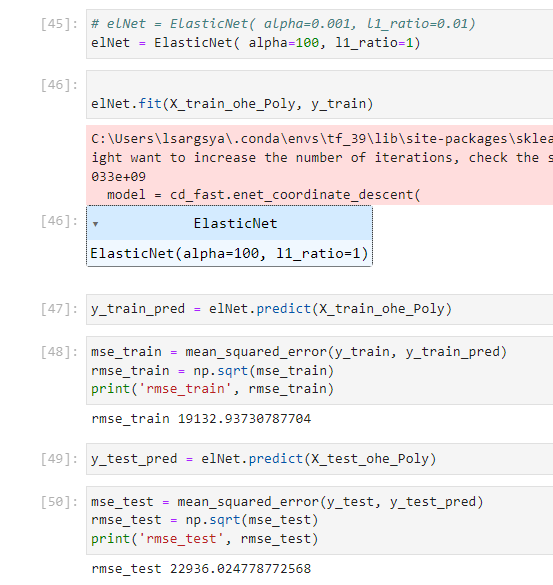 [45]: # elNet = ElasticNet( alpha=0.001, l1_ratio=0.01)
elNet = ElasticNet( alpha=100, l1_ratio=1)
[46]:
elNet.fit(X_train_ohe_Poly, y_train)
C:\Users\lsargsya\.conda\envs\tf_39\lib\site-packages\sklea
ight want to increase the number of iterations, check the s
033e+09
model = cd_fast.enet_coordinate_descent(
[46]: ▾ ElasticNet
ElasticNet(alpha=100, l1_ratio=1)
[47]: y_train_pred = elNet.predict(X_train_ohe_Poly)
[48]: mse_train = mean_squared_error(y_train, y_train_pred)
rmse_train = np.sqrt(mse_train)
print('rmse_train', rmse_train)
rmse_train 19132.93730787704
[49]: y_test_pred = elNet.predict(X_test_ohe_Poly)
[50]: mse_test = mean_squared_error(y_test, y_test_pred)
rmse_test = np.sqrt(mse_test)
print('rmse_test', rmse_test)
rmse_test 22936.024778772568